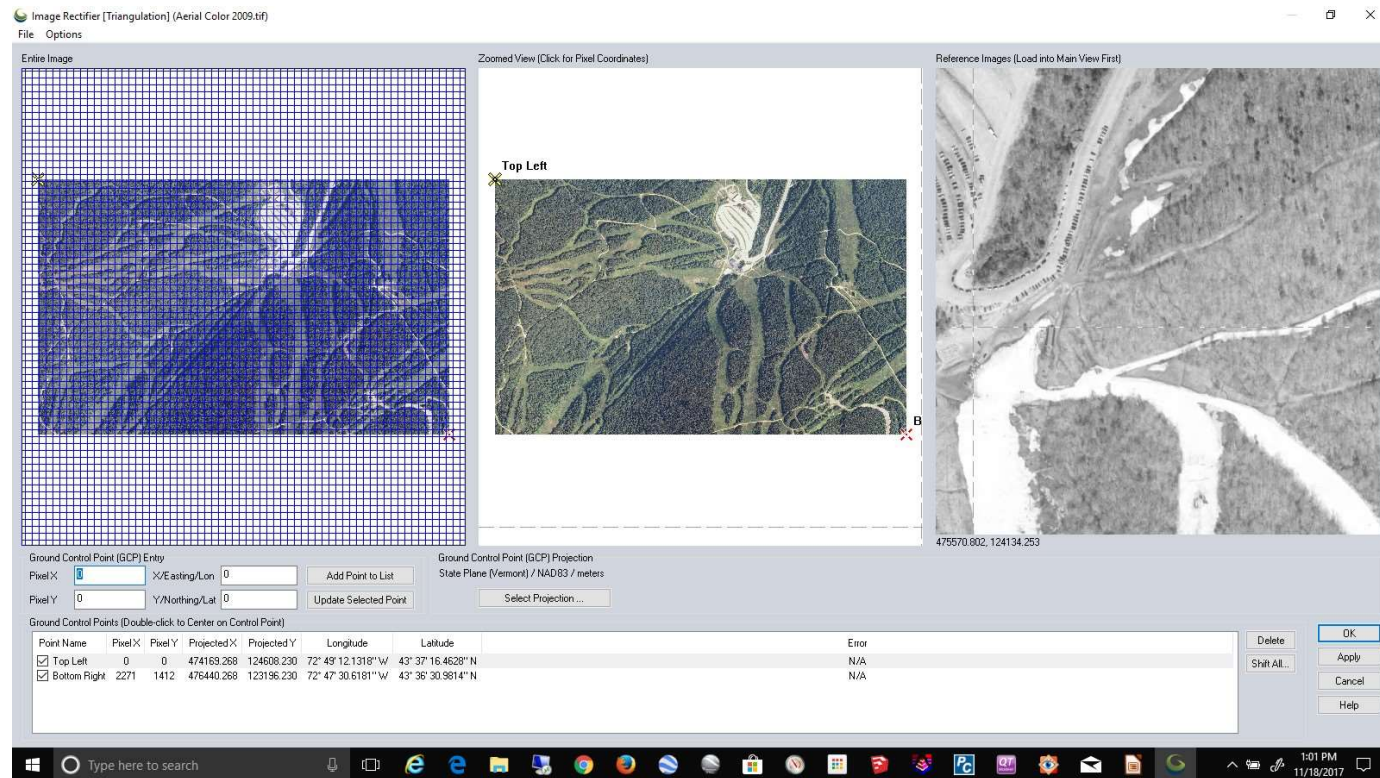 Image Rectifier [Triangulation] (Aerial Color 2009.tif)
File Options
Entire Image
Zoomed View (Click for Pixel Coordinates)
Reference Images (Load into Main View First)
Top Left
B
475570.802, 124134.253
Ground Control Point (GCP) Entry
Pixel X 0 X/Easting/Lon 0 Add Point to List
Pixel Y 0 Y/Northing/Lat 0 Update Selected Point
Ground Control Point (GCP) Projection
State Plane (Vermont) / NAD83 / meters
Select Projection ...
Ground Control Points (Double-click to Center on Control Point)
Point Name Pixel X Pixel Y Projected X Projected Y Longitude Latitude Error
Top Left 0 0 474169.268 124608.230 72° 49' 12.1318" W 43° 37' 16.4628" N N/A
Bottom Right 2271 1412 476440.268 123196.230 72° 47' 30.6181" W 43° 36' 30.9814" N N/A
Delete
Shift All...
OK
Apply
Cancel
Help
Type here to search
PC
QT
1:01 PM
11/18/2017